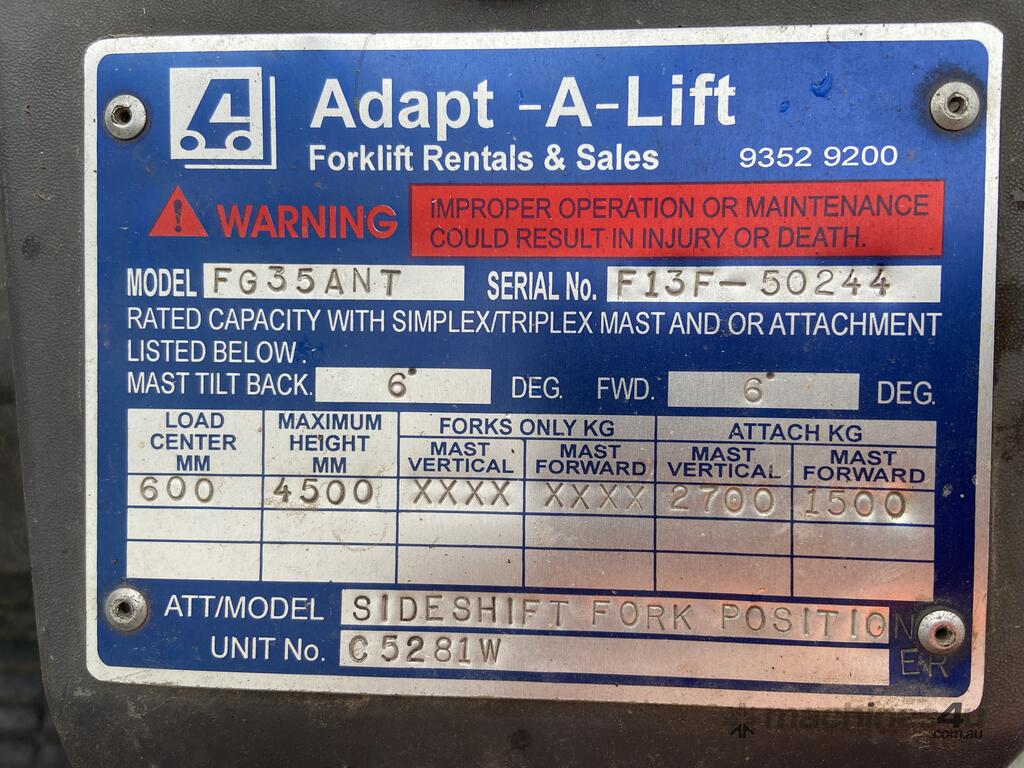 Adapt -A-Lift
Forklift Rentals & Sales 9352 9200
WARNING
IMPROPER OPERATION OR MAINTENANCE
COULD RESULT IN INJURY OR DEATH.
MODEL FG35ANT SERIAL No. F13F-50244
RATED CAPACITY WITH SIMPLEX/TRIPLEX MAST AND OR ATTACHMENT
LISTED BELOW.
MAST TILT BACK. 6° DEG. FWD. 6° DEG.
LOAD CENTER MM MAXIMUM HEIGHT MM FORKS ONLY KG ATTACH KG
MAST VERTICAL MAST FORWARD MAST VERTICAL MAST FORWARD
600 4500 XXXX XXXX 2700 1500
ATT/MODEL SIDESHIFT FORK POSITION
ER
UNIT No. C5281W
machines4u
.com.au